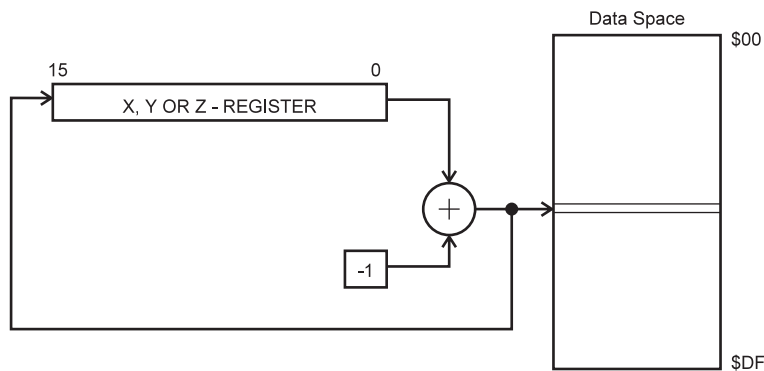 Data Space
$00
15 0
X, Y OR Z - REGISTER
+
-1
$DF